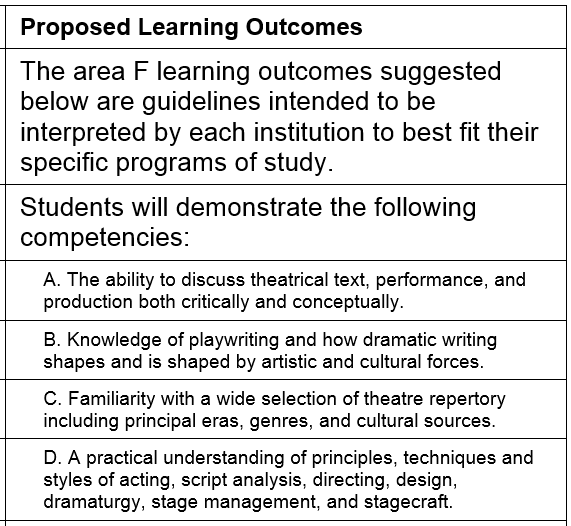 Proposed Learning Outcomes
The area F learning outcomes suggested
below are guidelines intended to be
interpreted by each institution to best fit their
specific programs of study.
Students will demonstrate the following
competencies:
A. The ability to discuss theatrical text, performance, and
production both critically and conceptually.
B. Knowledge of playwriting and how dramatic writing
shapes and is shaped by artistic and cultural forces.
C. Familiarity with a wide selection of theatre repertory
including principal eras, genres, and cultural sources.
D. A practical understanding of principles, techniques and
styles of acting, script analysis, directing, design,
dramaturgy, stage management, and stagecraft.